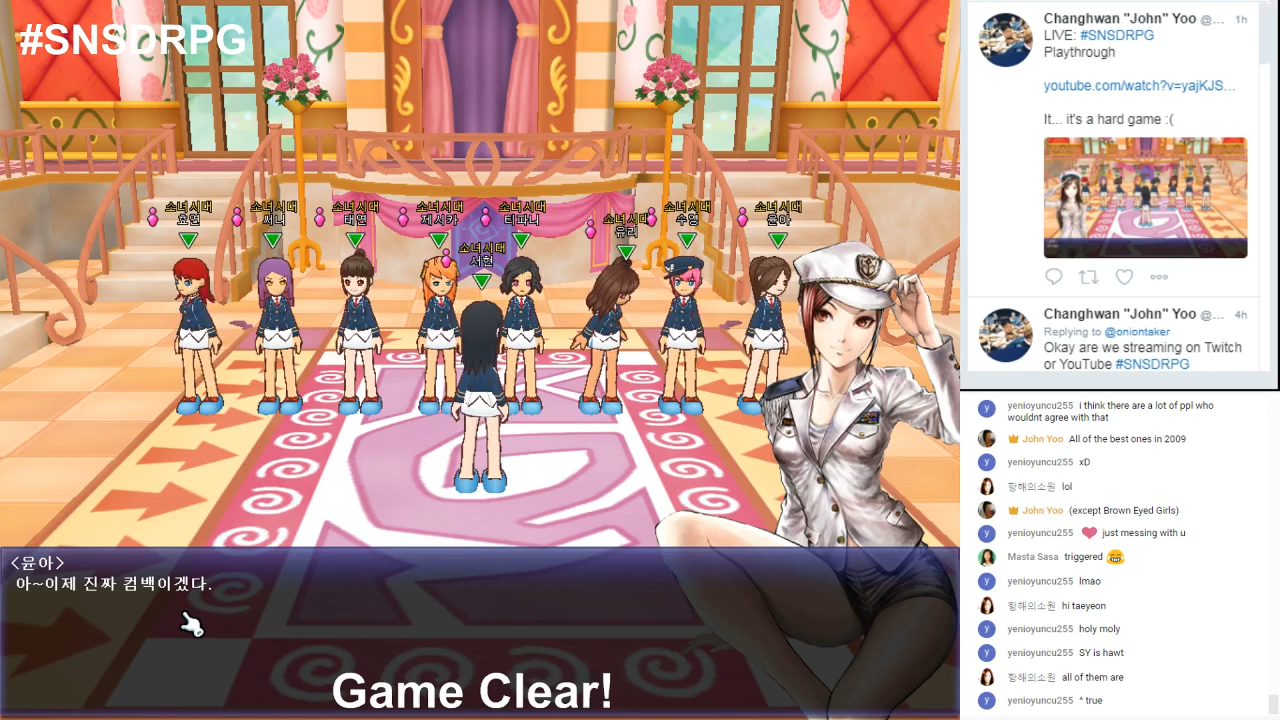 #SNSDRPG
소녀시대
효연
소녀시대
써니
소녀시대
태연
소녀시대
제시카
소녀시대
티파니
소녀시대
서현
소녀시대
유리
소녀시대
수영
소녀시대
윤아
<윤아>
아~이제 진짜 컴백이겠다.
Game Clear!
Changhwan "John" Yoo @... 1h
LIVE: #SNSDRPG
Playthrough
youtube.com/watch?v=yajKJS...
It... it's a hard game :(
Changhwan "John" Yoo @... 4h
Replying to @oniontaker
Okay are we streaming on Twitch
or YouTube #SNSDRPG
y yenioyuncu255 i think there are a lot of ppl who
wouldnt agree with that
John Yoo All of the best ones in 2009
y yenioyuncu255 xD
항해의소원 lol
John Yoo (except Brown Eyed Girls)
y yenioyuncu255 just messing with u
Masta Sasa triggered
y yenioyuncu255 lmao
항해의소원 hi taeyeon
y yenioyuncu255 holy moly
y yenioyuncu255 SY is hawt
항해의소원 all of them are
y yenioyuncu255 ^ true